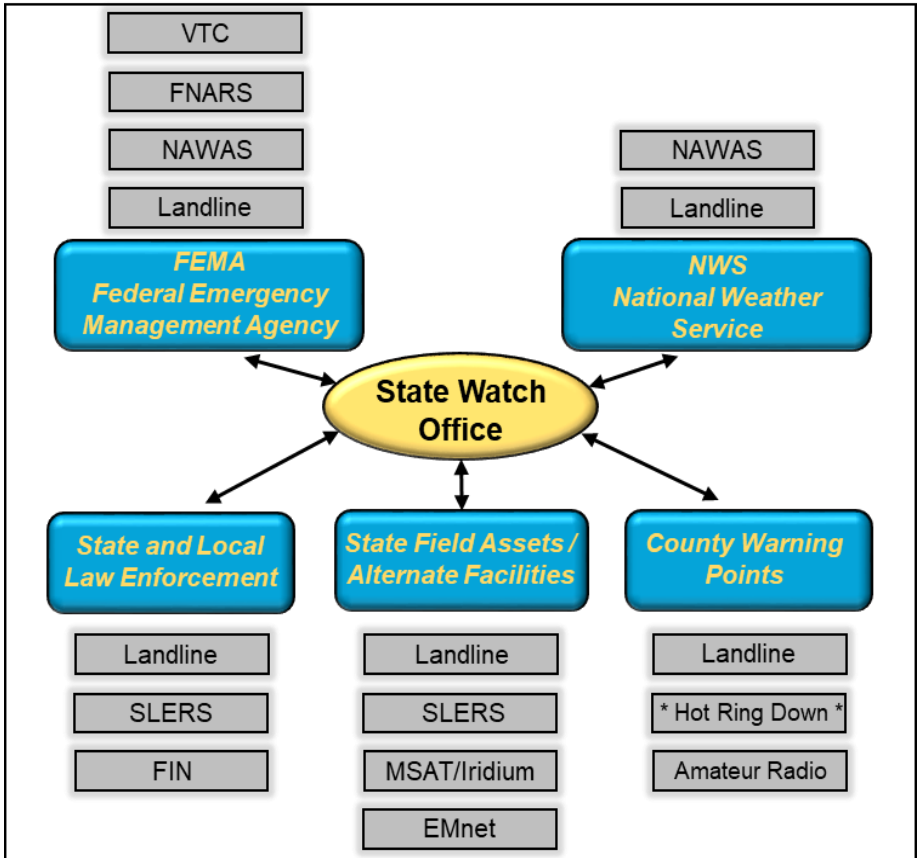 VTC
FNARS
NAWAS
Landline
FEMA
Federal Emergency
Management Agency
NAWAS
Landline
NWS
National Weather
Service
State Watch
Office
State and Local
Law Enforcement
Landline
SLERS
FIN
State Field Assets /
Alternate Facilities
Landline
SLERS
MSAT/Iridium
EMnet
County Warning
Points
Landline
* Hot Ring Down *
Amateur Radio